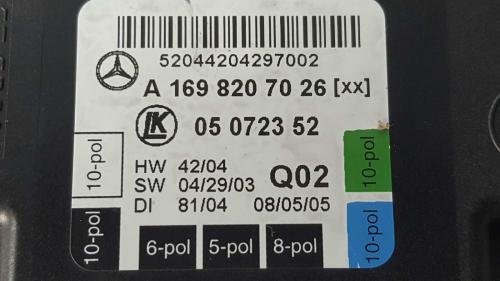 52044204297002
A 169 820 70 26 [xx]
LK 05 0723 52
HW 42/04
SW 04/29/03 Q02
DI 81/04 08/05/05
10-pol
10-pol
6-pol 5-pol 8-pol
10-pol
10-pol